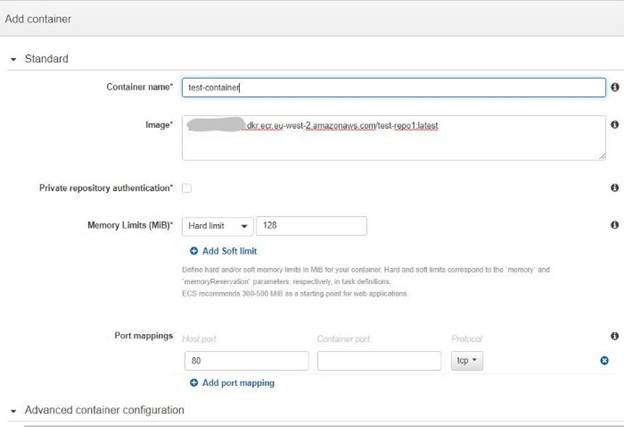 Add container
Standard
Container name* test-container
Image* .dkr.ecr.eu-west-2.amazonaws.com/test-repo1:latest
Private repository authentication*
Memory Limits (MiB)* Hard limit 128
Add Soft limit
Define hard and/or soft memory limits in MiB for your container. Hard and soft limits correspond to the `memory` and
`memoryReservation` parameters, respectively, in task definitions.
ECS recommends 300-500 MiB as a starting point for web applications.
Port mappings Host port Container port Protocol
80 tcp
Add port mapping
Advanced container configuration